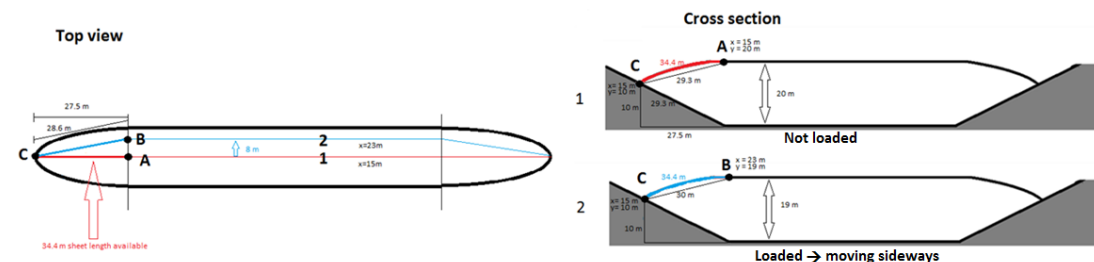 Top view
27.5 m
28.6 m
B
2
x=23m
C
8 m
A
1
x=15m
34.4 m sheet length available
Cross section
A
x = 15 m
y = 20 m
C
34.4 m
29.3 m
1
x = 15 m
y = 10 m
10 m
29.3 m
20 m
27.5 m
Not loaded
B
x = 23 m
y = 19 m
C
34.4 m
30 m
2
x = 15 m
y = 10 m
10 m
19 m
Loaded → moving sideways